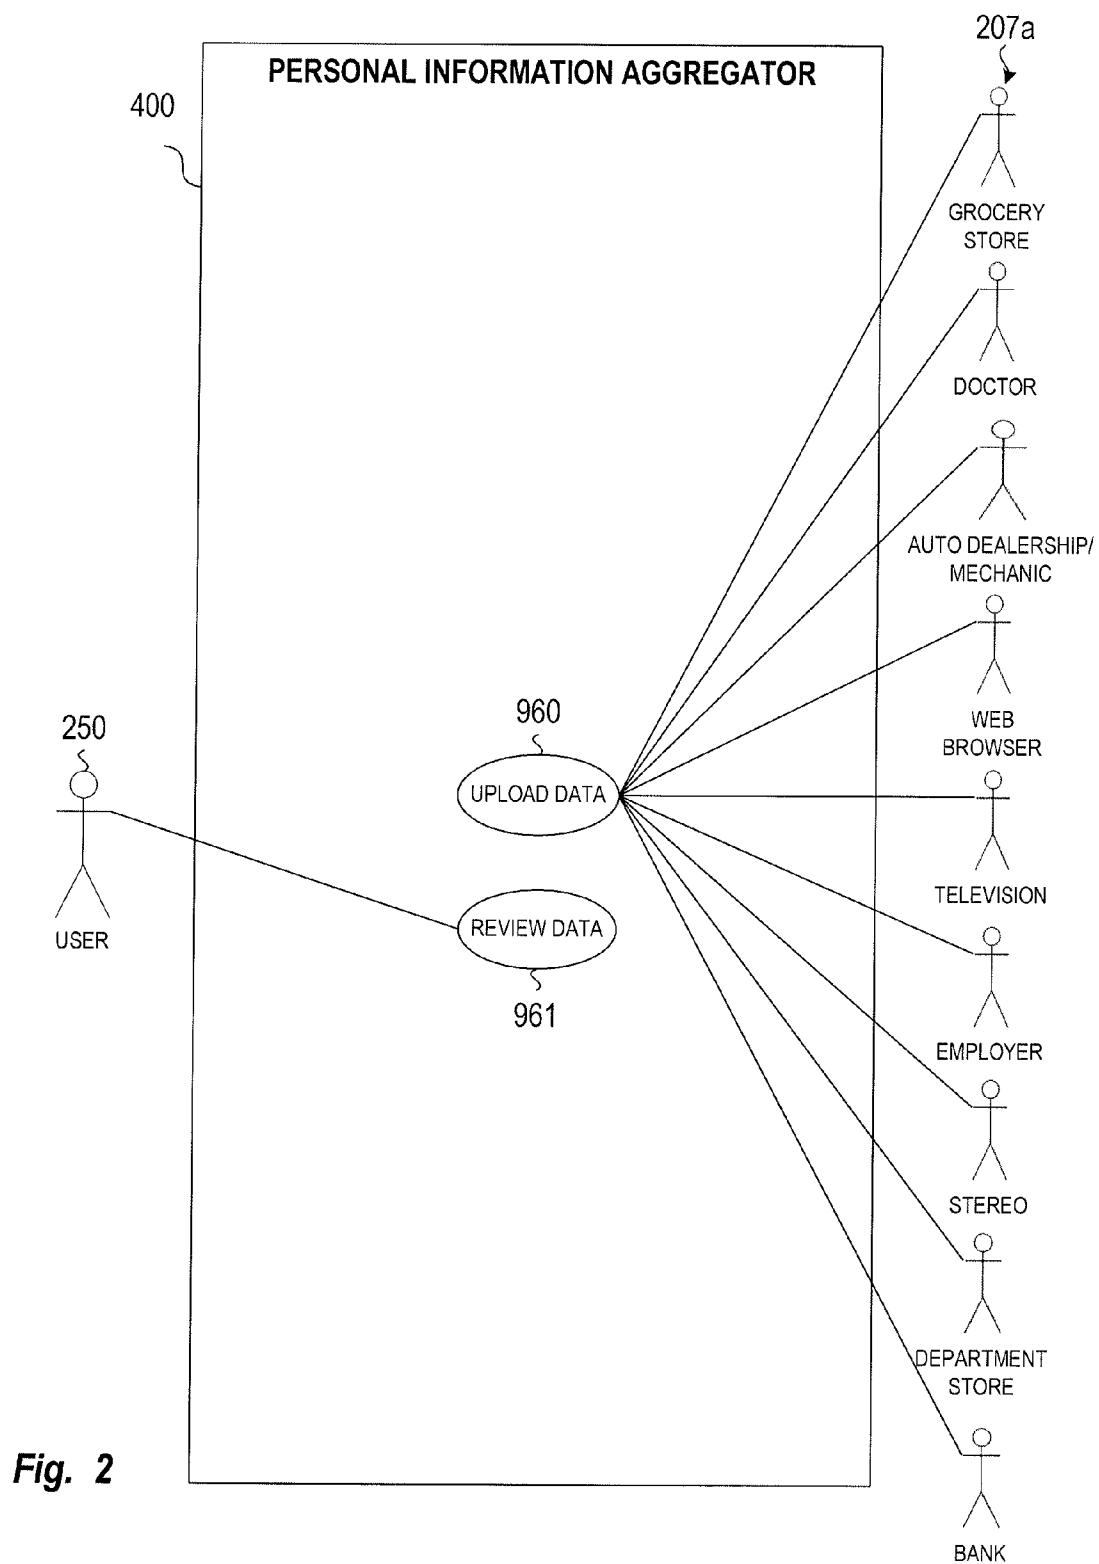 207a
PERSONAL INFORMATION AGGREGATOR
400
GROCERY
STORE
DOCTOR
AUTO DEALERSHIP/
MECHANIC
WEB
BROWSER
960
250
UPLOAD DATA
TELEVISION
REVIEW DATA
USER
961
EMPLOYER
STEREO
DEPARTMENT
STORE
Fig. 2
BANK